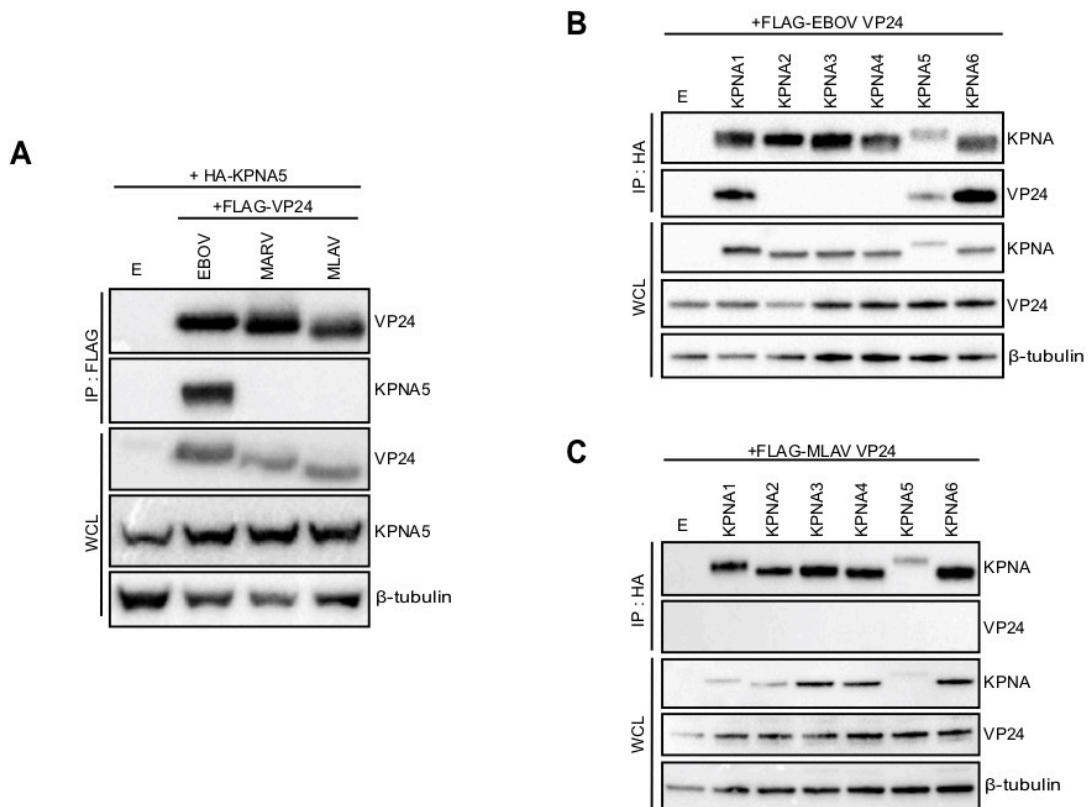 A
+ HA-KPNA5
+FLAG-VP24
E EBOV MARV MLAV
IP : FLAG
VP24
KPNA5
WCL
VP24
KPNA5
β-tubulin
B
+FLAG-EBOV VP24
E KPNA1 KPNA2 KPNA3 KPNA4 KPNA5 KPNA6
IP : HA
KPNA
VP24
WCL
KPNA
VP24
β-tubulin
C
+FLAG-MLAV VP24
E KPNA1 KPNA2 KPNA3 KPNA4 KPNA5 KPNA6
IP : HA
KPNA
VP24
WCL
KPNA
VP24
β-tubulin